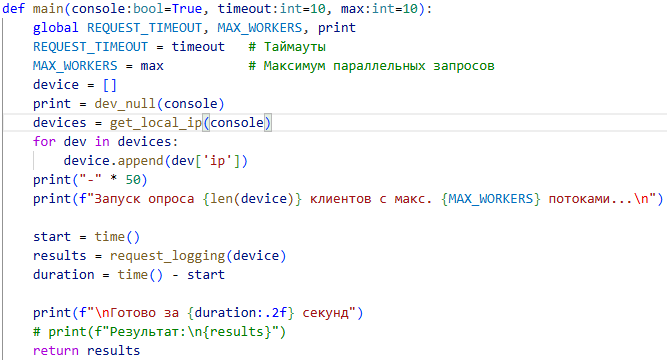 def main(console:bool=True, timeout:int=10, max:int=10):
    global REQUEST_TIMEOUT, MAX_WORKERS, print
    REQUEST_TIMEOUT = timeout   # Таймауты
    MAX_WORKERS = max           # Максимум параллельных запросов
    device = []
    print = dev_null(console)
    devices = get_local_ip(console)
    for dev in devices:
        device.append(dev['ip'])
    print("-" * 50)
    print(f"Запуск опроса {len(device)} клиентов с макс. {MAX_WORKERS} потоками...\n")
    start = time()
    results = request_logging(device)
    duration = time() - start
    print(f"\nГотово за {duration:.2f} секунд")
    # print(f"Результат:\n{results}")
    return results